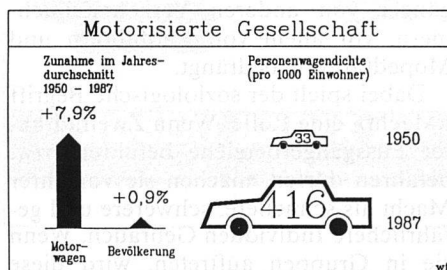 Motorisierte Gesellschaft
Zunahme im Jahres-
durchschnitt
1950 - 1987
+7,9%
+0,9%
Motor-
wagen
Bevölkerung
Personenwagendichte
(pro 1000 Einwohner)
33
1950
416
1987